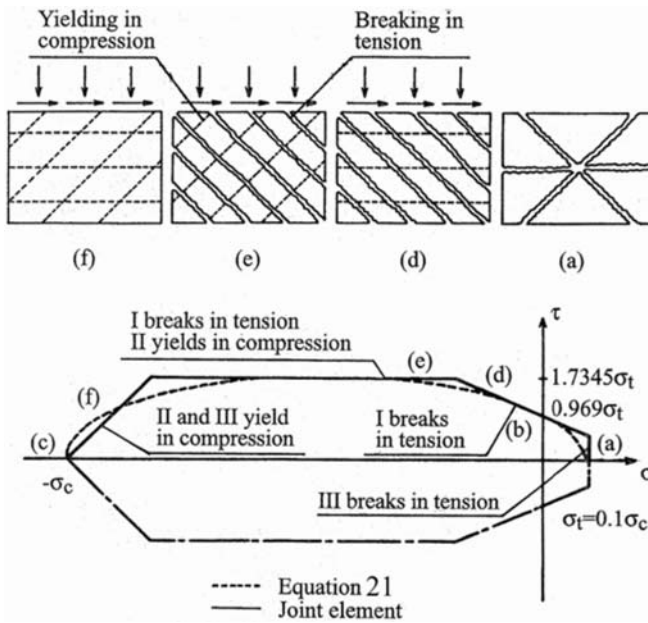 Yielding in
compression
Breaking in
tension
(f)
(e)
(d)
(a)
I breaks in tension
II yields in compression
τ
(e)
(d)
1.7345σt
(f)
0.969σt
II and III yield
in compression
I breaks
in tension
(b)
(c)
(a)
-σc
σ
III breaks in tension
σt=0.1σc
Equation 21
Joint element